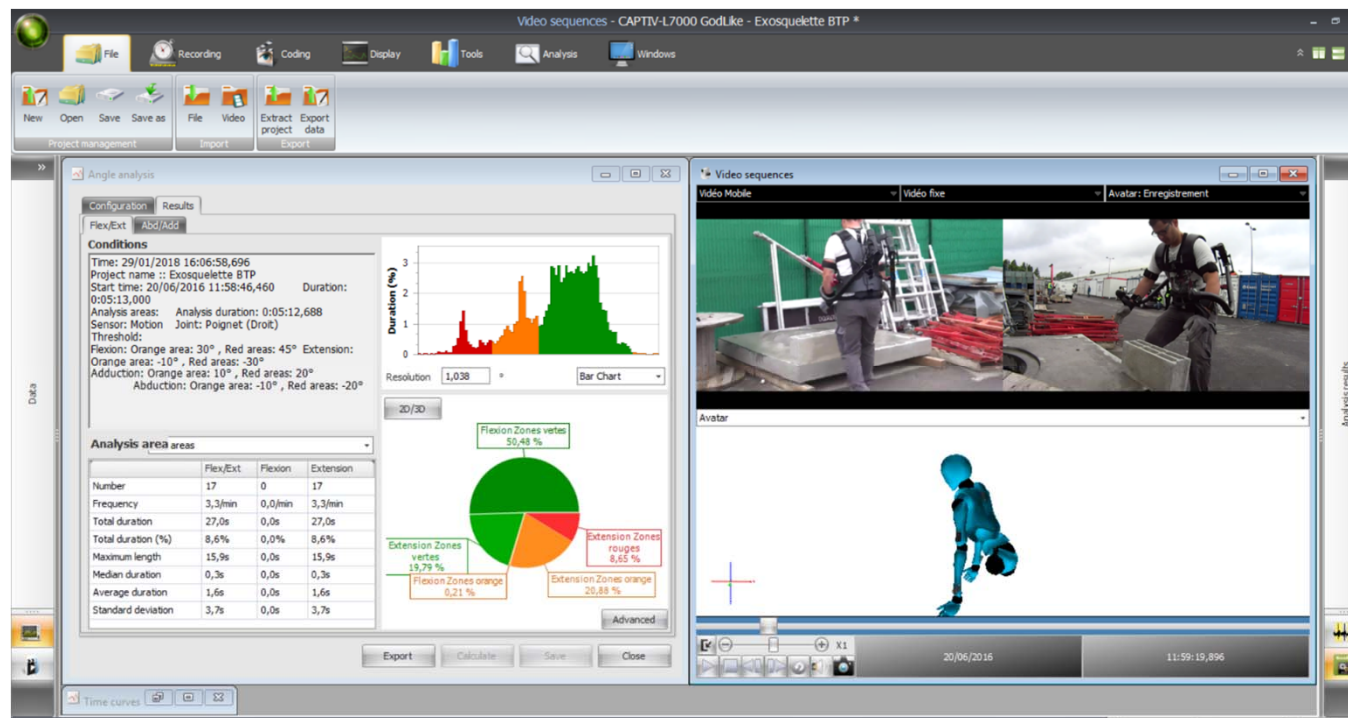 Video sequences - CAPTIV-L7000 GodLike - Exosquelette BTP *
File Recording Coding Display Tools Analysis Windows
New Open Save Save as File Video Extract project Export data
Project management Import Export
Data
Angle analysis
Configuration Results
Flex/Ext Abd/Add
Conditions
Time: 29/01/2018 16:06:58,696
Project name :: Exosquelette BTP
Start time: 20/06/2016 11:58:46,460 Duration:
0:05:13,000
Analysis areas: Analysis duration: 0:05:12,688
Sensor: Motion Joint: Poignet (Droit)
Threshold:
Flexion: Orange area: 30° , Red areas: 45° Extension:
Orange area: -10° , Red areas: -30°
Adduction: Orange area: 10° , Red areas: 20°
Abduction: Orange area: -10° , Red areas: -20°
Analysis area areas
Flex/Ext Flexion Extension
Number 17 0 17
Frequency 3,3/min 0,0/min 3,3/min
Total duration 27,0s 0,0s 27,0s
Total duration (%) 8,6% 0,0% 8,6%
Maximum length 15,9s 0,0s 15,9s
Median duration 0,3s 0,0s 0,3s
Average duration 1,6s 0,0s 1,6s
Standard deviation 3,7s 0,0s 3,7s
Duration (%)
3
2
1
0
Resolution 1,038 ° Bar Chart
2D/3D
Flexion Zones vertes
50,48 %
Extension Zones
vertes
19,79 %
Flexion Zones orange
0,21 %
Extension Zones orange
20,88 %
Extension Zones
rouges
8,65 %
Advanced
Export Calculate Save Close
Time curves
Video sequences
Vidéo Mobile Vidéo fixe Avatar: Enregistrement
Avatar
X1
20/06/2016 11:59:19,896
Analysis results